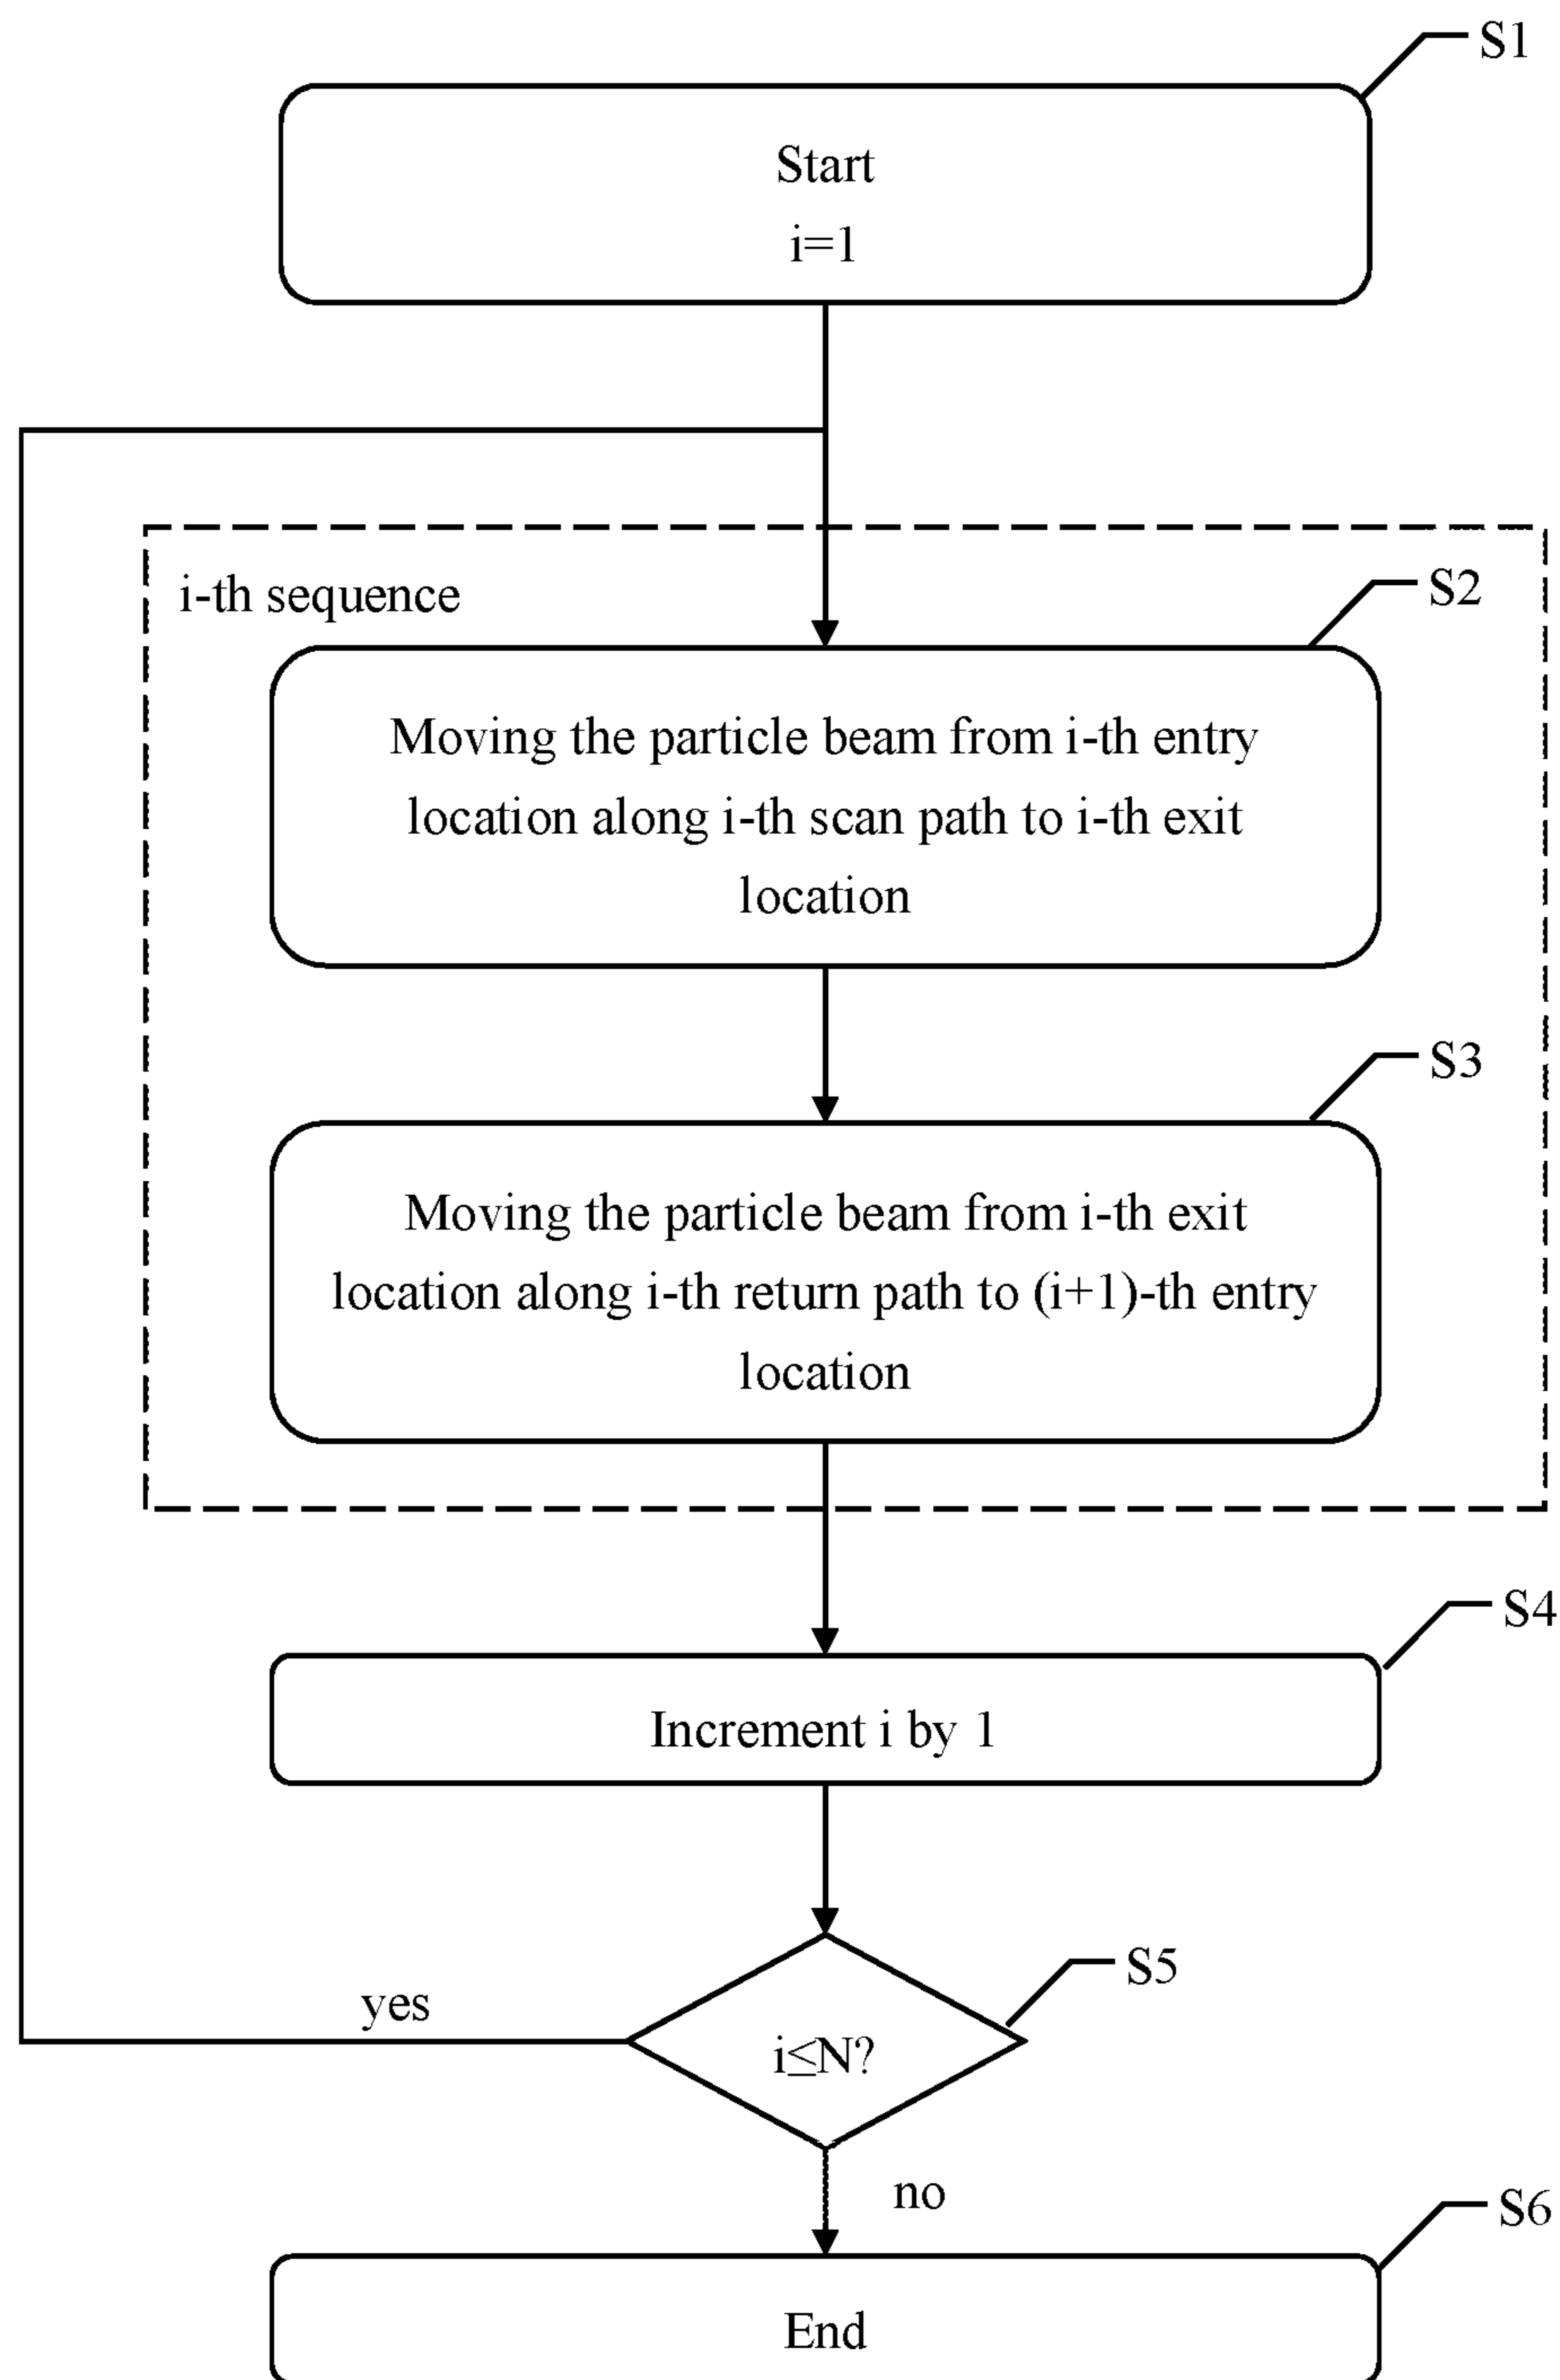 S1
Start
i=1
i-th sequence
S2
Moving the particle beam from i-th entry
location along i-th scan path to i-th exit
location
S3
Moving the particle beam from i-th exit
location along i-th return path to (i+1)-th entry
location
S4
Increment i by 1
S5
yes
i≤N?
no
S6
End